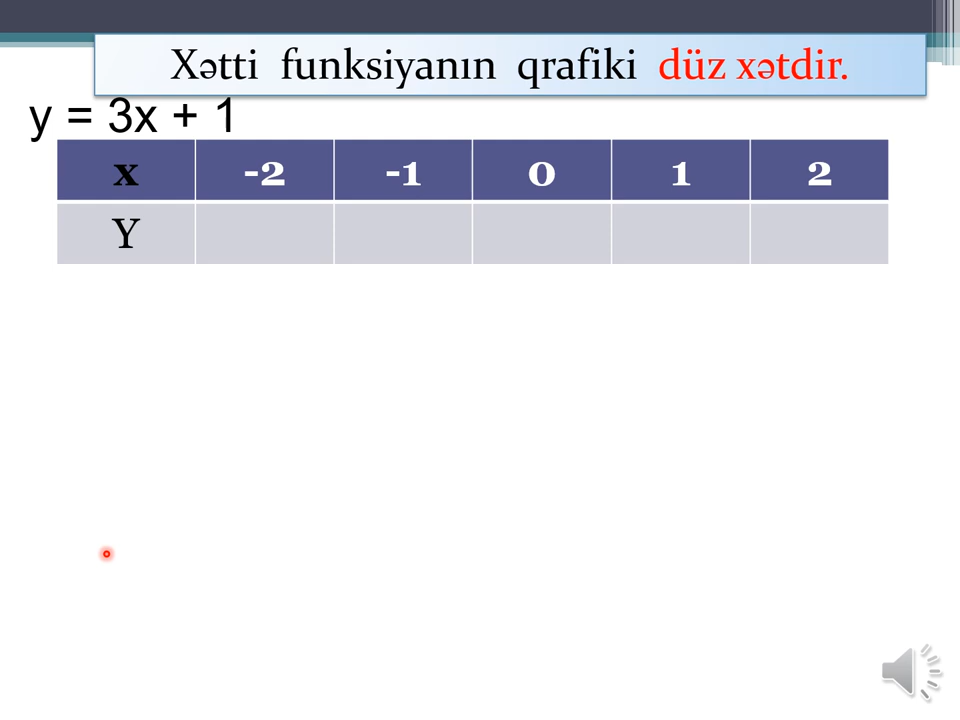 Xətti funksiyanın qrafiki düz xətdir.
y = 3x + 1
x -2 -1 0 1 2
Y